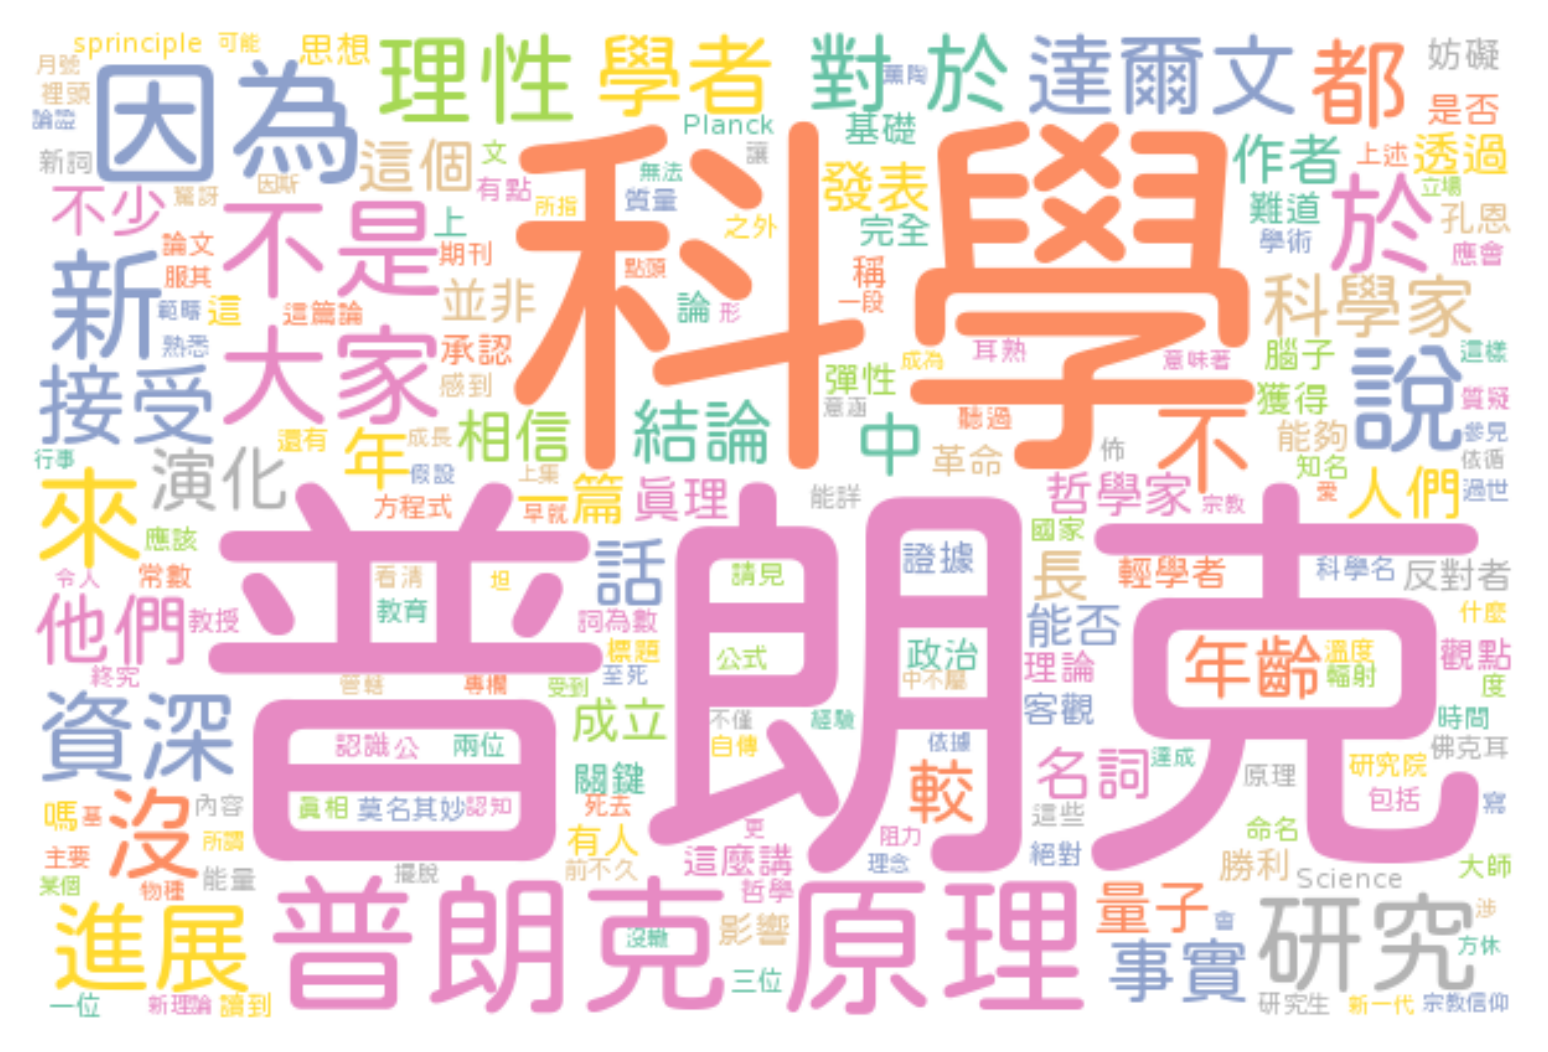 sprinciple 可能 思想 理性 學者 對於 薰陶 達爾文 都 妨礙
月號 裡頭 論證 因為 Planck 基礎 是否
新詞 這個 文 無法 讓 發表 作者 上述 透過
不少 驚訝 因斯 有點 所指 質量 之外 完全 難道 於 立場 孔恩
論文 不是 上 期刊 科學 點頭 稱 學術 應會
新 服其 範疇 這 這篇論 並非 論 形 一段 科學家
熟悉 大家 承認 成為 耳熟 意味著 腦子 說 這樣
接受 感到 彈性 意涵 聽過 不 獲得 質疑
還有 年 成長 相信 結論 中 革命 佈 能夠 參見
行事 演化 假設 上集 知名 依循
來 方程式 早就 一篇 眞理 能詳 哲學家 宗教 愛 人們 過世
應該 話 證據 國家
令人 常數 看清 坦 請見 長 輕學者 科學名 反對者
他們 教授 教育 詞為數 能否 什麼
終究 普朗克 標題 公式 政治 理論 年齡 溫度 觀點
管轄 專欄 受到 至死 中不屬 輻射 度
資深 成立 不僅 經驗 客觀 時間
認識 公 兩位 自傳 依據 名詞 達成 佛克耳
關鍵 較 原理 研究院
嗎 基 沒 內容 眞相 莫名其妙 認知 死去 這些 包括 寫
所謂 有人 更 阻力 命名
主要 前不久 這麼講 理念 絕對 勝利 大師
某個 物種 能量 擺脫 哲學 Science
進展 普朗克原理 沒轍 影響 量子 會 研究 涉
三位 事實 方休
一位 新理論 讀到 研究生 新一代 宗教信仰